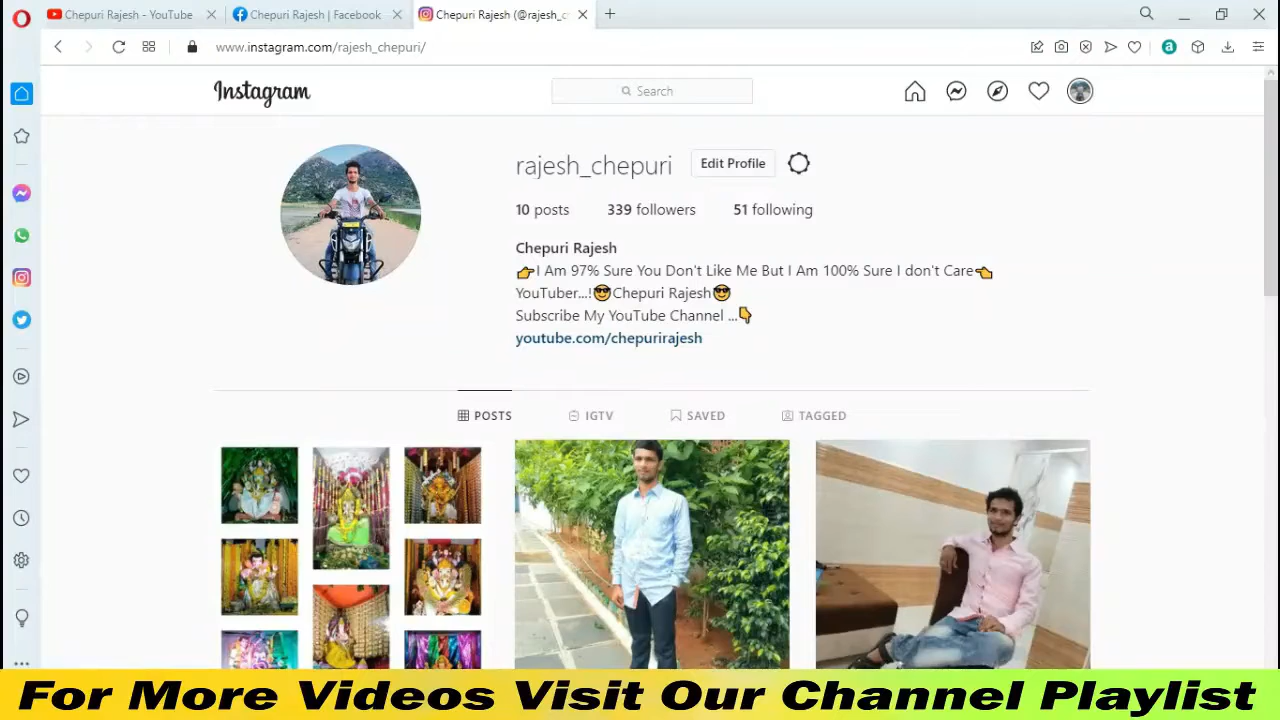 Chepuri Rajesh - YouTube
Chepuri Rajesh | Facebook
Chepuri Rajesh (@rajesh_c
www.instagram.com/rajesh_chepuri/
Instagram
Search
rajesh_chepuri Edit Profile
10 posts 339 followers 51 following
Chepuri Rajesh
👉I Am 97% Sure You Don't Like Me But I Am 100% Sure I don't Care👈
YouTuber...!😎Chepuri Rajesh😎
Subscribe My YouTube Channel ...👇
youtube.com/chepurirajesh
POSTS IGTV SAVED TAGGED
For More Videos Visit Our Channel Playlist